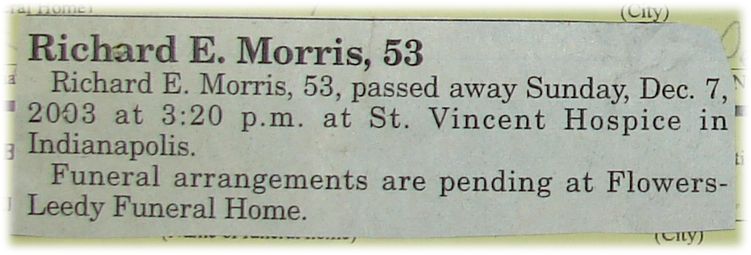 (City)
Richard E. Morris, 53
Richard E. Morris, 53, passed away Sunday, Dec. 7,
2003 at 3:20 p.m. at St. Vincent Hospice in
Indianapolis.
Funeral arrangements are pending at Flowers-
Leedy Funeral Home.
(City)